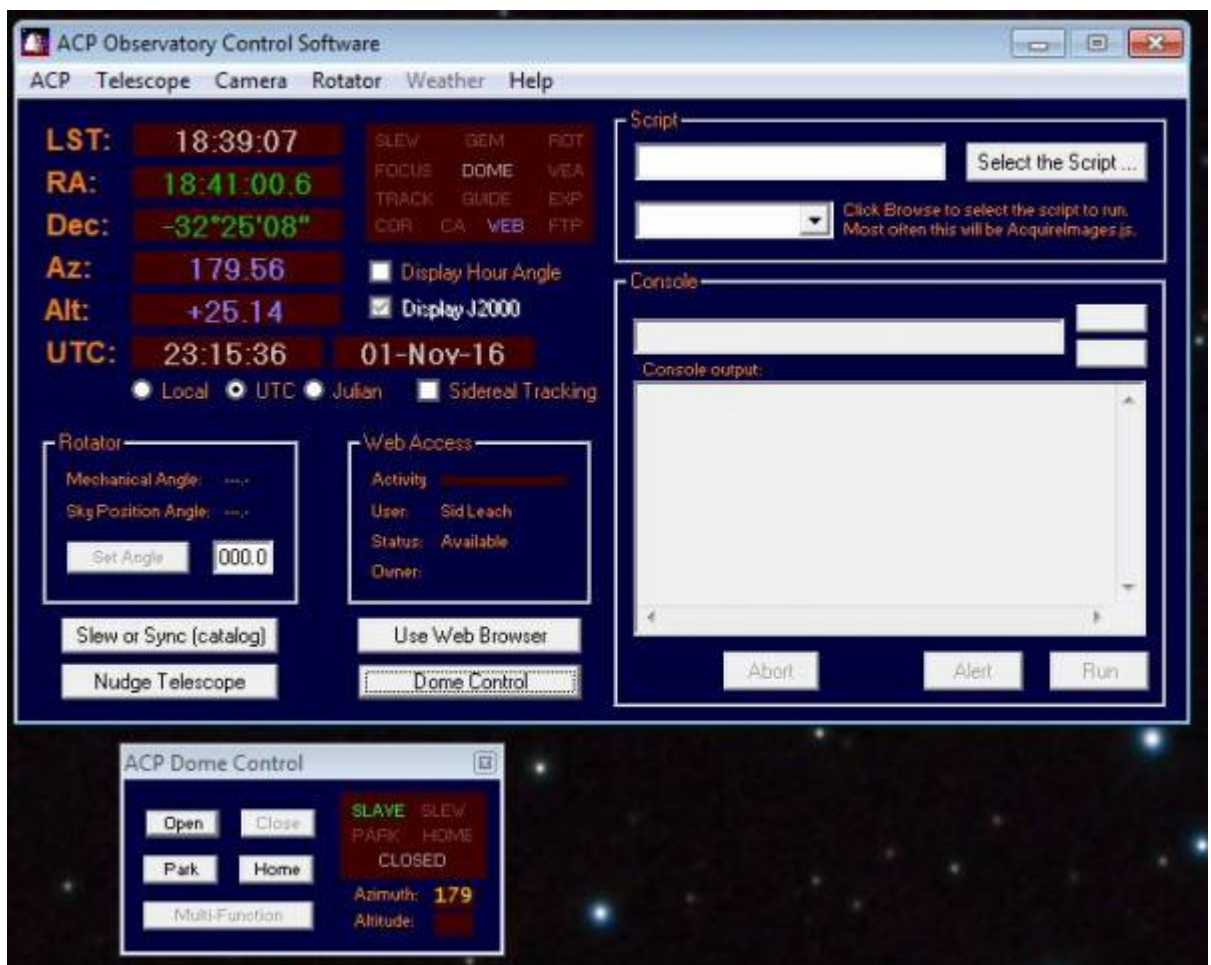 ACP Observatory Control Software
ACP Telescope Camera Rotator Weather Help
LST: 18:39:07
RA: 18:41:00.6
Dec: -32°25'08"
Az: 179.56
Alt: +25.14
UTC: 23:15:36 01-Nov-16
SLEW GEM ROT
FOCUS DOME WEA
TRACK GUIDE EXP
COR CA WEB FTP
Display Hour Angle
Display J2000
Local UTC Julian Sidereal Tracking
Rotator
Mechanical Angle: ---.-
Sky Position Angle: ---.-
Set Angle 000.0
Web Access
Activity
User: Sid Leach
Status: Available
Owner:
Slew or Sync (catalog) Use Web Browser
Nudge Telescope Dome Control
Script
Select the Script ...
Click Browse to select the script to run.
Most often this will be AcquireImages.js.
Console
Console output:
Abort Alert Run
ACP Dome Control
Open Close
Park Home
Multi-Function
SLAVE SLEW
PARK HOME
CLOSED
Azimuth: 179
Altitude: